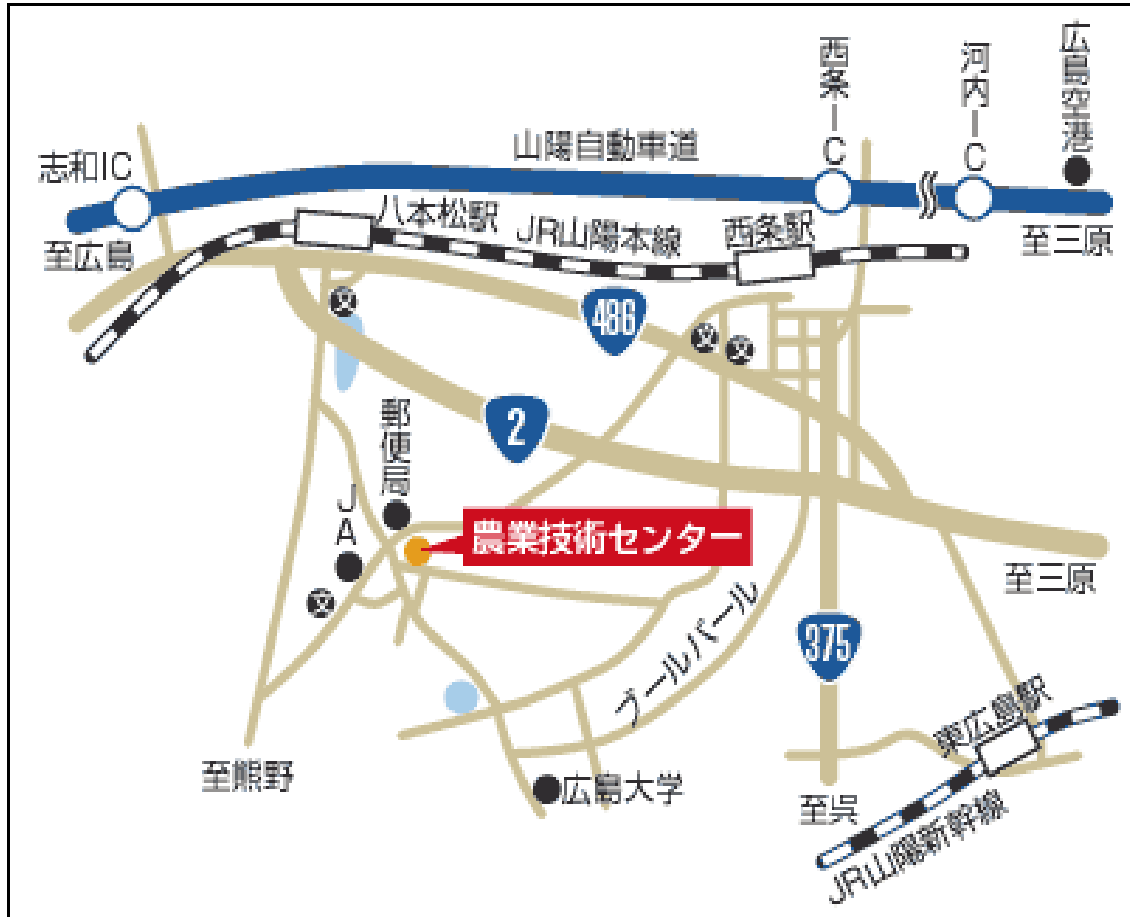 広島空港
西条IC
河内IC
山陽自動車道
志和IC
八本松駅
JR山陽本線
西条駅
至広島
至三原
486
2
郵便局
JA
農業技術センター
至三原
375
ブールバール
東広島駅
至熊野
広島大学
至呉
JR山陽新幹線